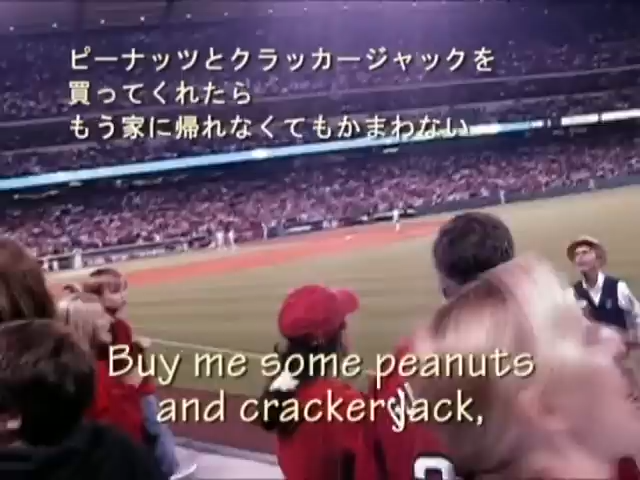 ピーナッツとクラッカージャックを
買ってくれたら
もう家に帰れなくてもかまわない
Buy me some peanuts
and crackerjack,